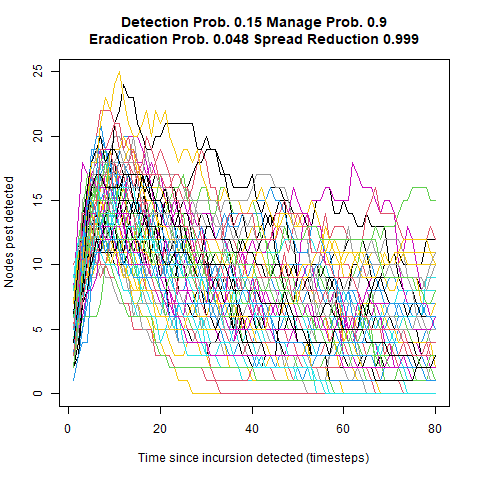 Detection Prob. 0.15 Manage Prob. 0.9
Eradication Prob. 0.048 Spread Reduction 0.999
Nodes pest detected
25
20
15
10
5
0
0 20 40 60 80
Time since incursion detected (timesteps)